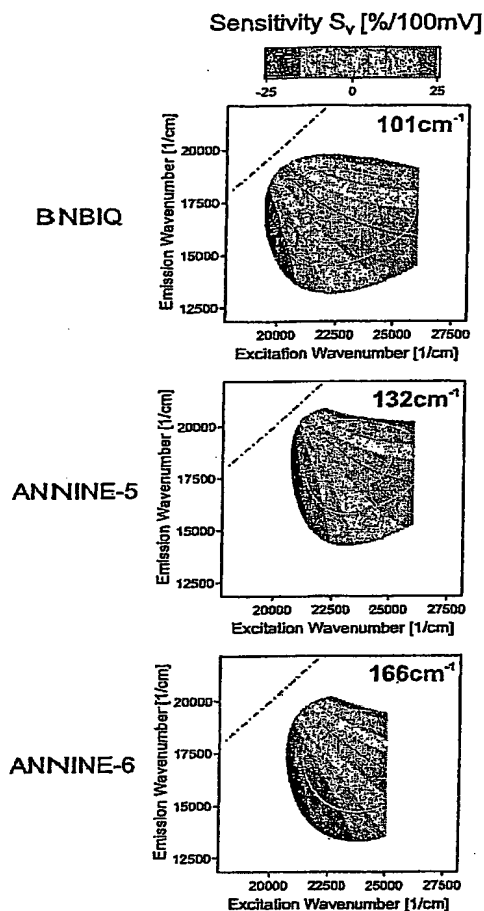 Sensitivity Sv [%/100mV]
-25 0 25
101cm-1
BNBIQ
Emission Wavenumber [1/cm]
20000
17500
15000
12500
20000 22500 25000 27500
Excitation Wavenumber [1/cm]
132cm-1
ANNINE-5
Emission Wavenumber [1/cm]
20000
17500
15000
12500
20000 22500 25000 27500
Excitation Wavenumber [1/cm]
166cm-1
ANNINE-6
Emission Wavenumber [1/cm]
20000
17500
15000
12500
20000 22500 25000 27500
Excitation Wavenumber [1/cm]